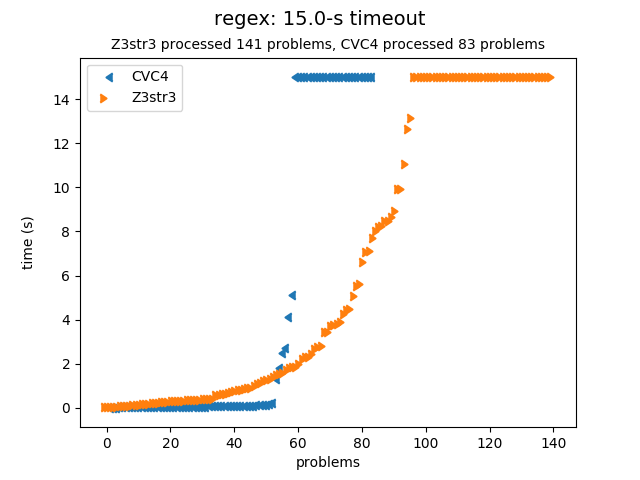 regex: 15.0-s timeout
Z3str3 processed 141 problems, CVC4 processed 83 problems
CVC4
Z3str3
time (s)
14
12
10
8
6
4
2
0
0 20 40 60 80 100 120 140
problems